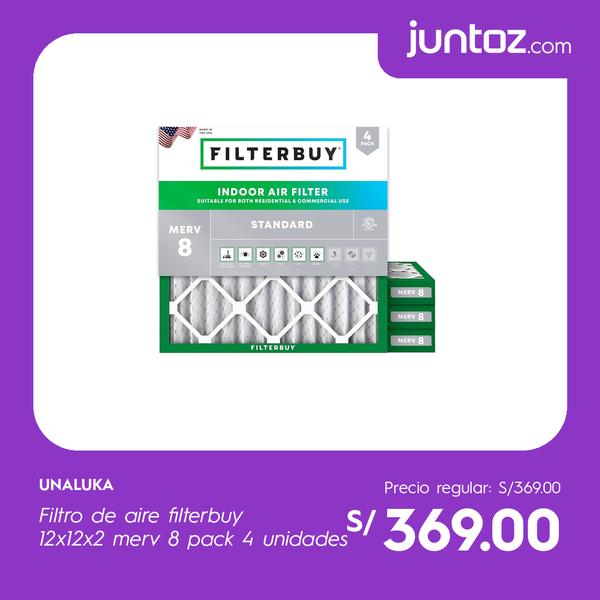 juntoz.com
MADE IN
THE USA
FILTERBUY
4
PACK
INDOOR AIR FILTER
SUITABLE FOR BOTH RESIDENTIAL & COMMERCIAL USE
MERV
8
STANDARD
MERV 8
MERV 8
MERV 8
FILTERBUY
UNALUKA
Precio regular: S/369.00
Filtro de aire filterbuy
12x12x2 merv 8 pack 4 unidades
S/ 369.00